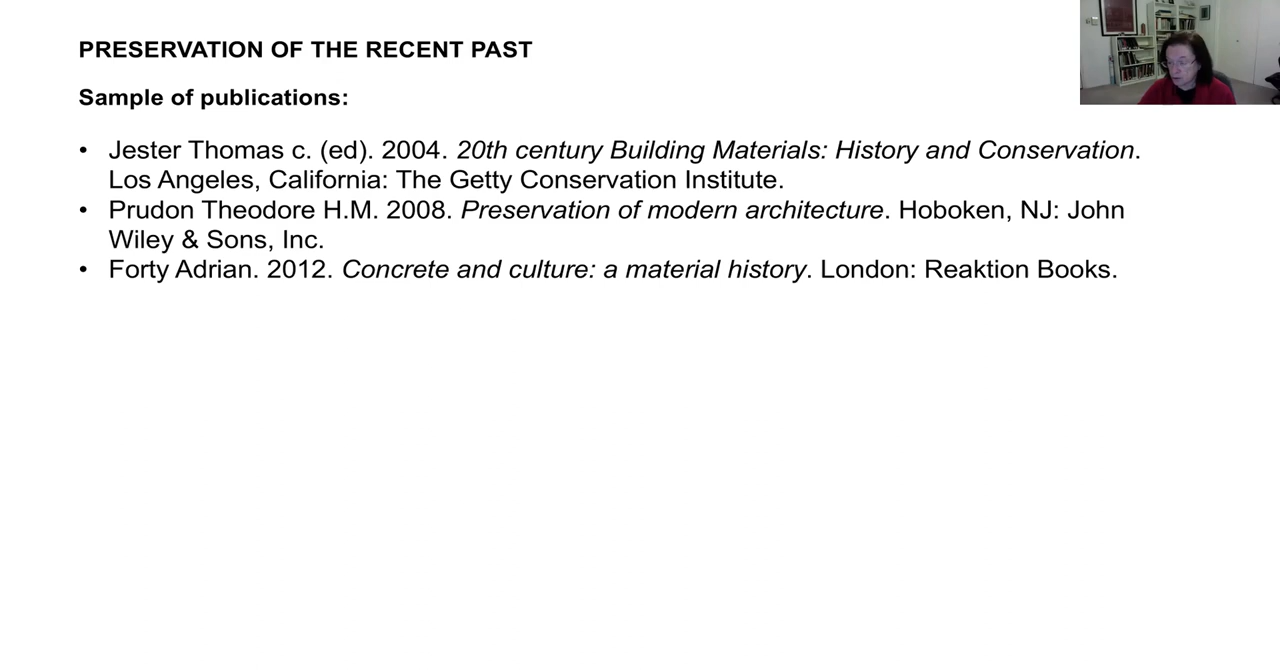 PRESERVATION OF THE RECENT PAST
Sample of publications:
• Jester Thomas c. (ed). 2004. 20th century Building Materials: History and Conservation.
Los Angeles, California: The Getty Conservation Institute.
• Prudon Theodore H.M. 2008. Preservation of modern architecture. Hoboken, NJ: John
Wiley & Sons, Inc.
• Forty Adrian. 2012. Concrete and culture: a material history. London: Reaktion Books.